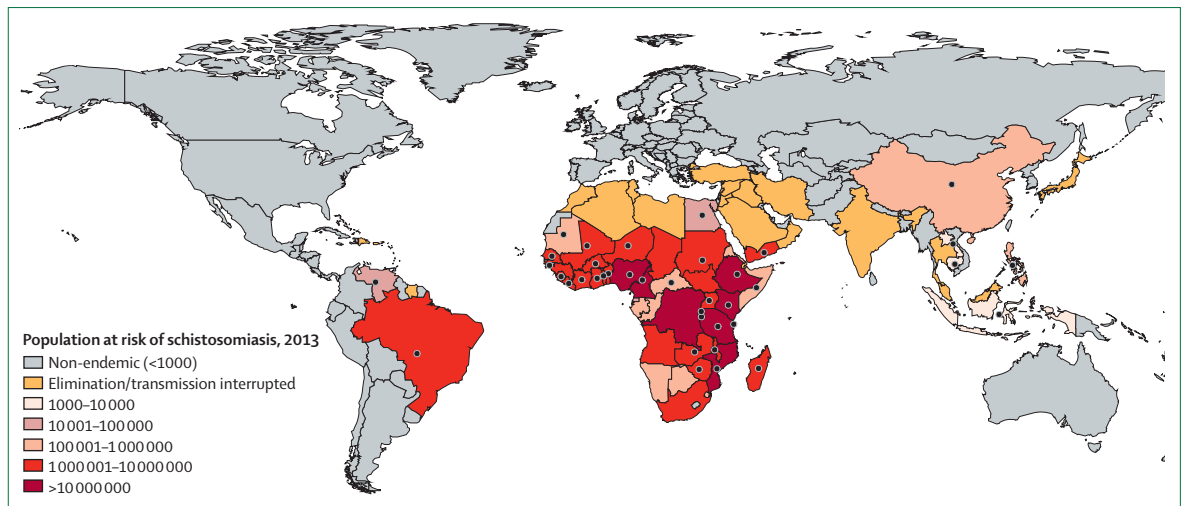 Population at risk of schistosomiasis, 2013
Non-endemic (<1000)
Elimination/transmission interrupted
1000–10 000
10 001–100 000
100 001–1 000 000
1 000 001–10 000 000
>10 000 000